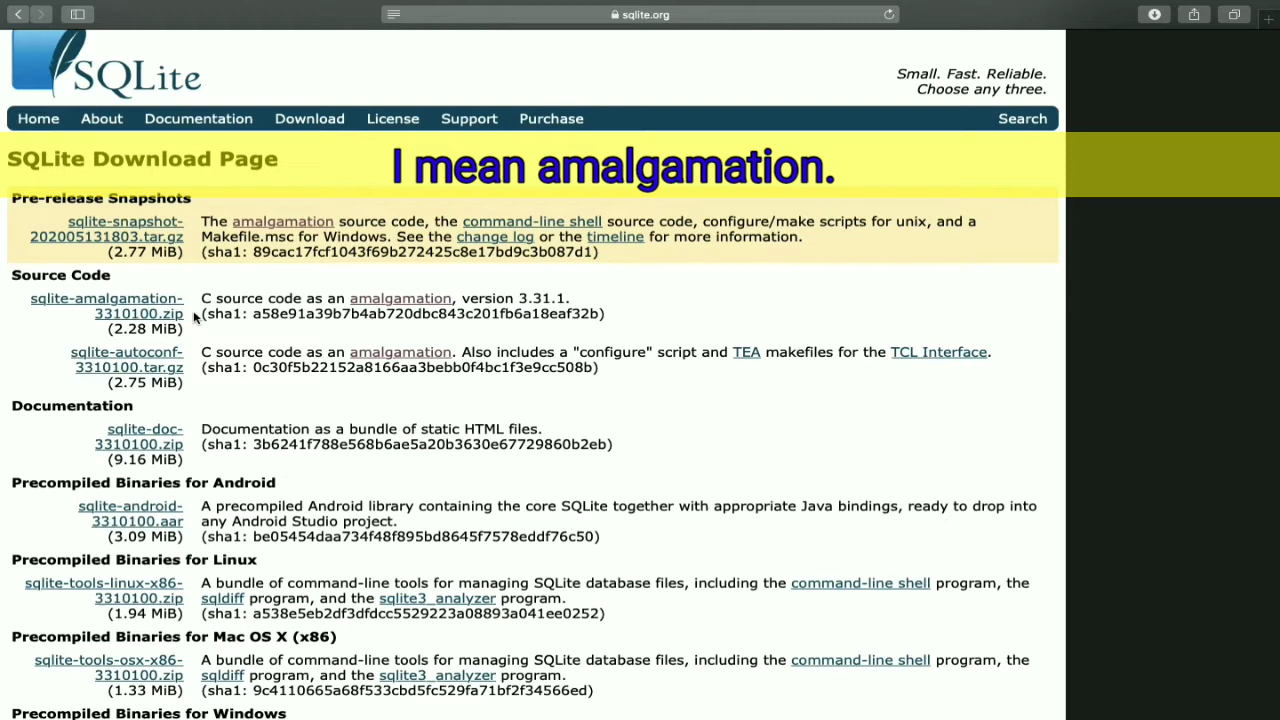 sqlite.org
SQLite
Small. Fast. Reliable.
Choose any three.
Home About Documentation Download License Support Purchase Search
SQLite Download Page
I mean amalgamation.
Pre-release Snapshots
sqlite-snapshot-
202005131803.tar.gz
(2.77 MiB)
The amalgamation source code, the command-line shell source code, configure/make scripts for unix, and a
Makefile.msc for Windows. See the change log or the timeline for more information.
(sha1: 89cac17fcf1043f69b272425c8e17bd9c3b087d1)
Source Code
sqlite-amalgamation-
3310100.zip
(2.28 MiB)
C source code as an amalgamation, version 3.31.1.
(sha1: a58e91a39b7b4ab720dbc843c201fb6a18eaf32b)
sqlite-autoconf-
3310100.tar.gz
(2.75 MiB)
C source code as an amalgamation. Also includes a "configure" script and TEA makefiles for the TCL Interface.
(sha1: 0c30f5b22152a8166aa3bebb0f4bc1f3e9cc508b)
Documentation
sqlite-doc-
3310100.zip
(9.16 MiB)
Documentation as a bundle of static HTML files.
(sha1: 3b6241f788e568b6ae5a20b3630e67729860b2eb)
Precompiled Binaries for Android
sqlite-android-
3310100.aar
(3.09 MiB)
A precompiled Android library containing the core SQLite together with appropriate Java bindings, ready to drop into
any Android Studio project.
(sha1: be05454daa734f48f895bd8645f7578eddf76c50)
Precompiled Binaries for Linux
sqlite-tools-linux-x86-
3310100.zip
(1.94 MiB)
A bundle of command-line tools for managing SQLite database files, including the command-line shell program, the
sqldiff program, and the sqlite3_analyzer program.
(sha1: a538e5eb2df3dfdcc5529223a08893a041ee0252)
Precompiled Binaries for Mac OS X (x86)
sqlite-tools-osx-x86-
3310100.zip
(1.33 MiB)
A bundle of command-line tools for managing SQLite database files, including the command-line shell program, the
sqldiff program, and the sqlite3_analyzer program.
(sha1: 9c4110665a68f533cbd5fc529fa71bf2f34566ed)
Precompiled Binaries for Windows